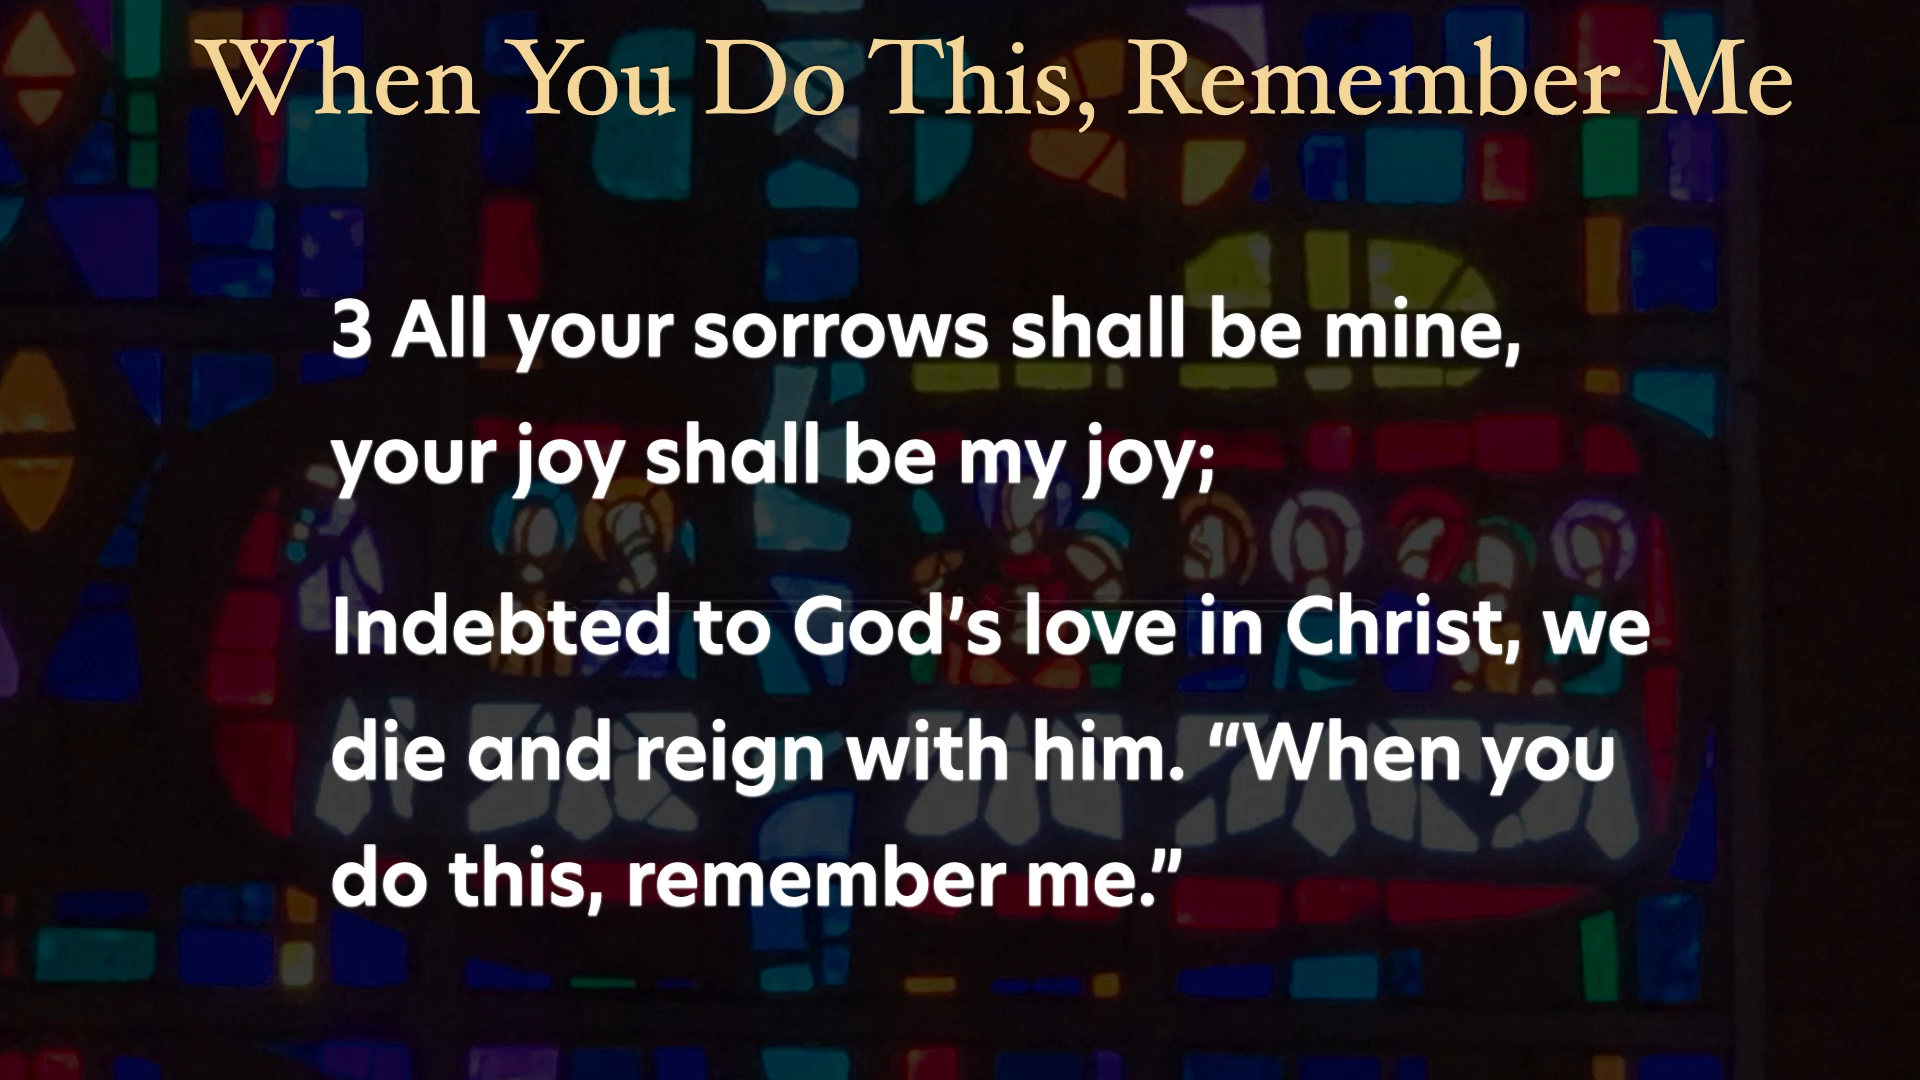 When You Do This, Remember Me
3 All your sorrows shall be mine,
your joy shall be my joy;
Indebted to God’s love in Christ, we
die and reign with him. “When you
do this, remember me.”